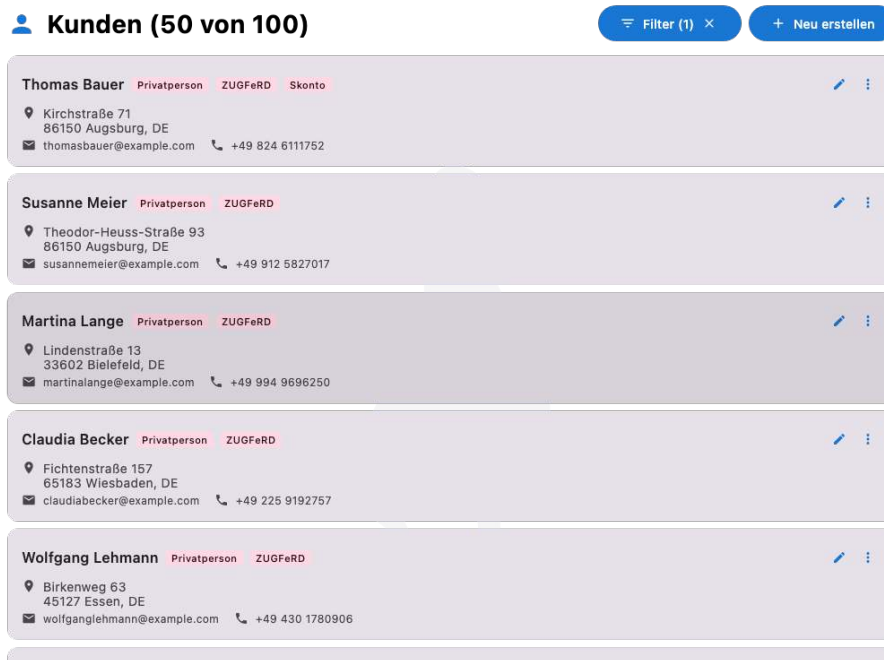 Kunden (50 von 100)
Filter (1)
Neu erstellen
Thomas Bauer Privatperson ZUGFeRD Skonto
Kirchstraße 71
86150 Augsburg, DE
thomasbauer@example.com +49 824 6111752
Susanne Meier Privatperson ZUGFeRD
Theodor-Heuss-Straße 93
86150 Augsburg, DE
susannemeier@example.com +49 912 5827017
Martina Lange Privatperson ZUGFeRD
Lindenstraße 13
33602 Bielefeld, DE
martinalange@example.com +49 994 9696250
Claudia Becker Privatperson ZUGFeRD
Fichtenstraße 157
65183 Wiesbaden, DE
claudiabecker@example.com +49 225 9192757
Wolfgang Lehmann Privatperson ZUGFeRD
Birkenweg 63
45127 Essen, DE
wolfganglehmann@example.com +49 430 1780906